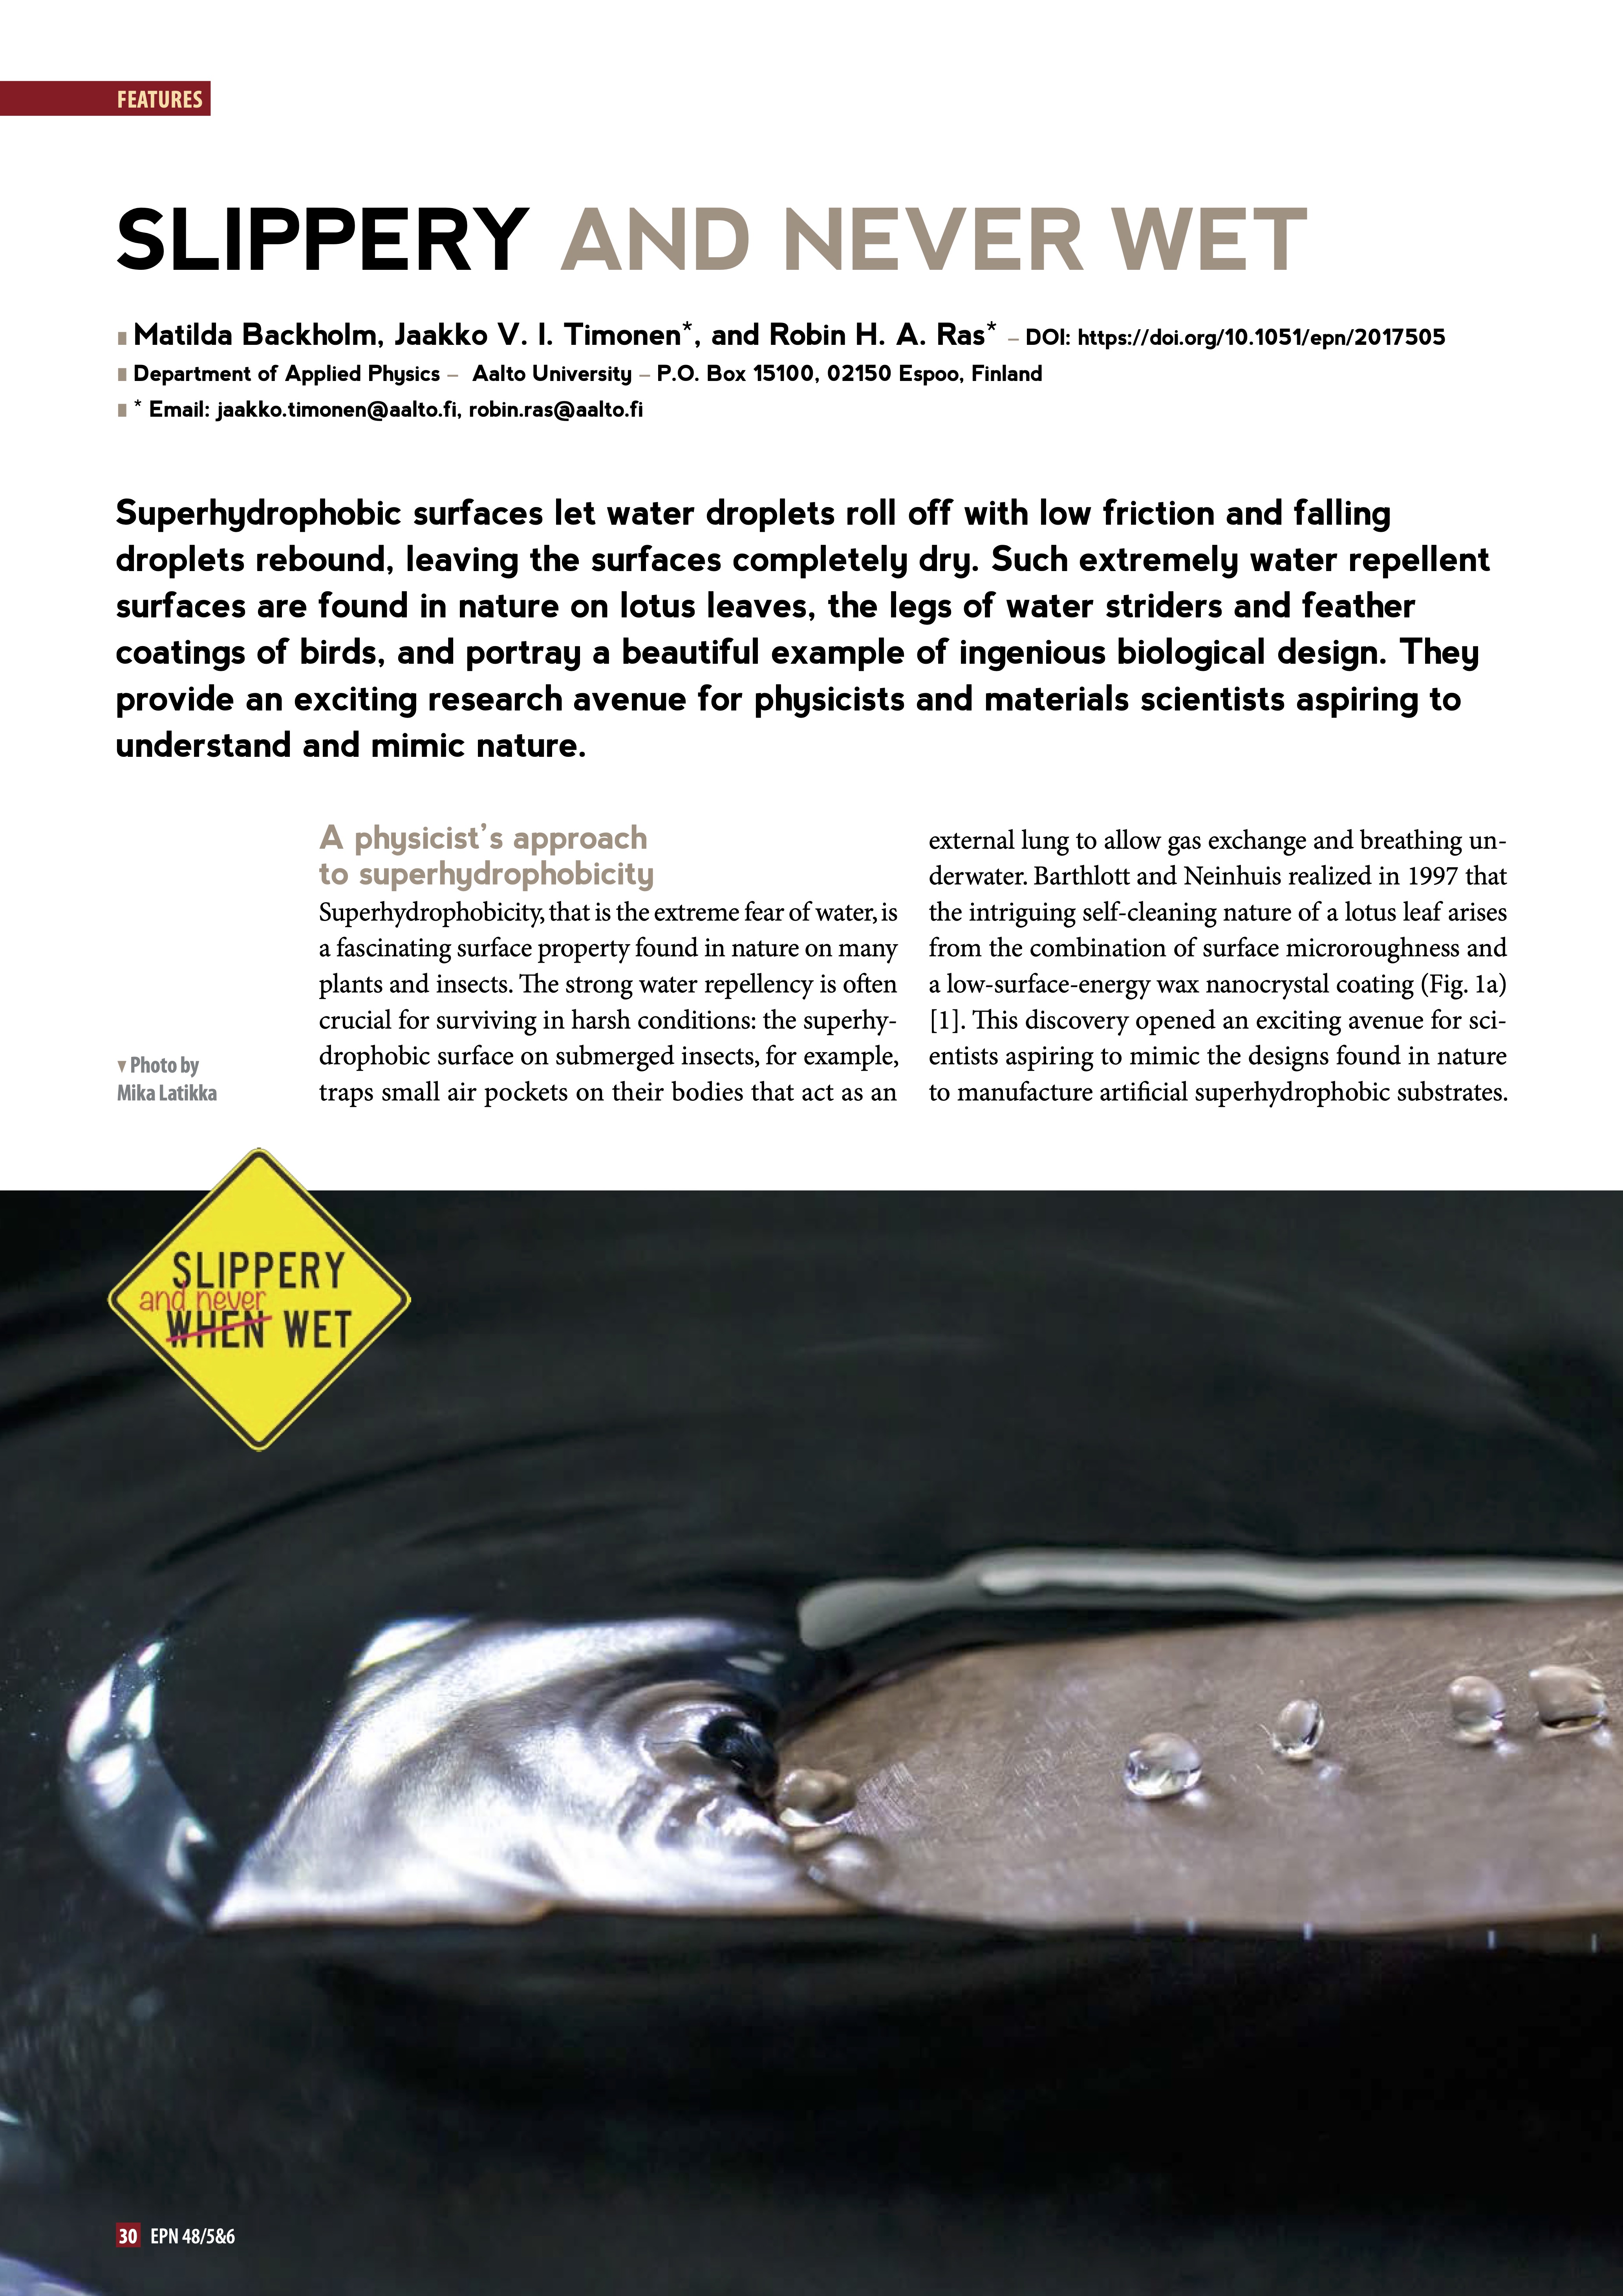 FEATURES
SLIPPERY AND NEVER WET
Matilda Backholm, Jaakko V. I. Timonen*, and Robin H. A. Ras* – DOI: https://doi.org/10.1051/epn/2017505
Department of Applied Physics – Aalto University – P.O. Box 15100, 02150 Espoo, Finland
* Email: jaakko.timonen@aalto.fi, robin.ras@aalto.fi
Superhydrophobic surfaces let water droplets roll off with low friction and falling
droplets rebound, leaving the surfaces completely dry. Such extremely water repellent
surfaces are found in nature on lotus leaves, the legs of water striders and feather
coatings of birds, and portray a beautiful example of ingenious biological design. They
provide an exciting research avenue for physicists and materials scientists aspiring to
understand and mimic nature.
A physicist's approach
to superhydrophobicity
Superhydrophobicity, that is the extreme fear of water, is
a fascinating surface property found in nature on many
plants and insects. The strong water repellency is often
crucial for surviving in harsh conditions: the superhy-
drophobic surface on submerged insects, for example,
traps small air pockets on their bodies that act as an
external lung to allow gas exchange and breathing un-
derwater. Barthlott and Neinhuis realized in 1997 that
the intriguing self-cleaning nature of a lotus leaf arises
from the combination of surface microroughness and
a low-surface-energy wax nanocrystal coating (Fig. 1a)
[1]. This discovery opened an exciting avenue for sci-
entists aspiring to mimic the designs found in nature
to manufacture artificial superhydrophobic substrates.
▼ Photo by
Mika Latikka
SLIPPERY
and never
WHEN WET
30 EPN 48/5&6